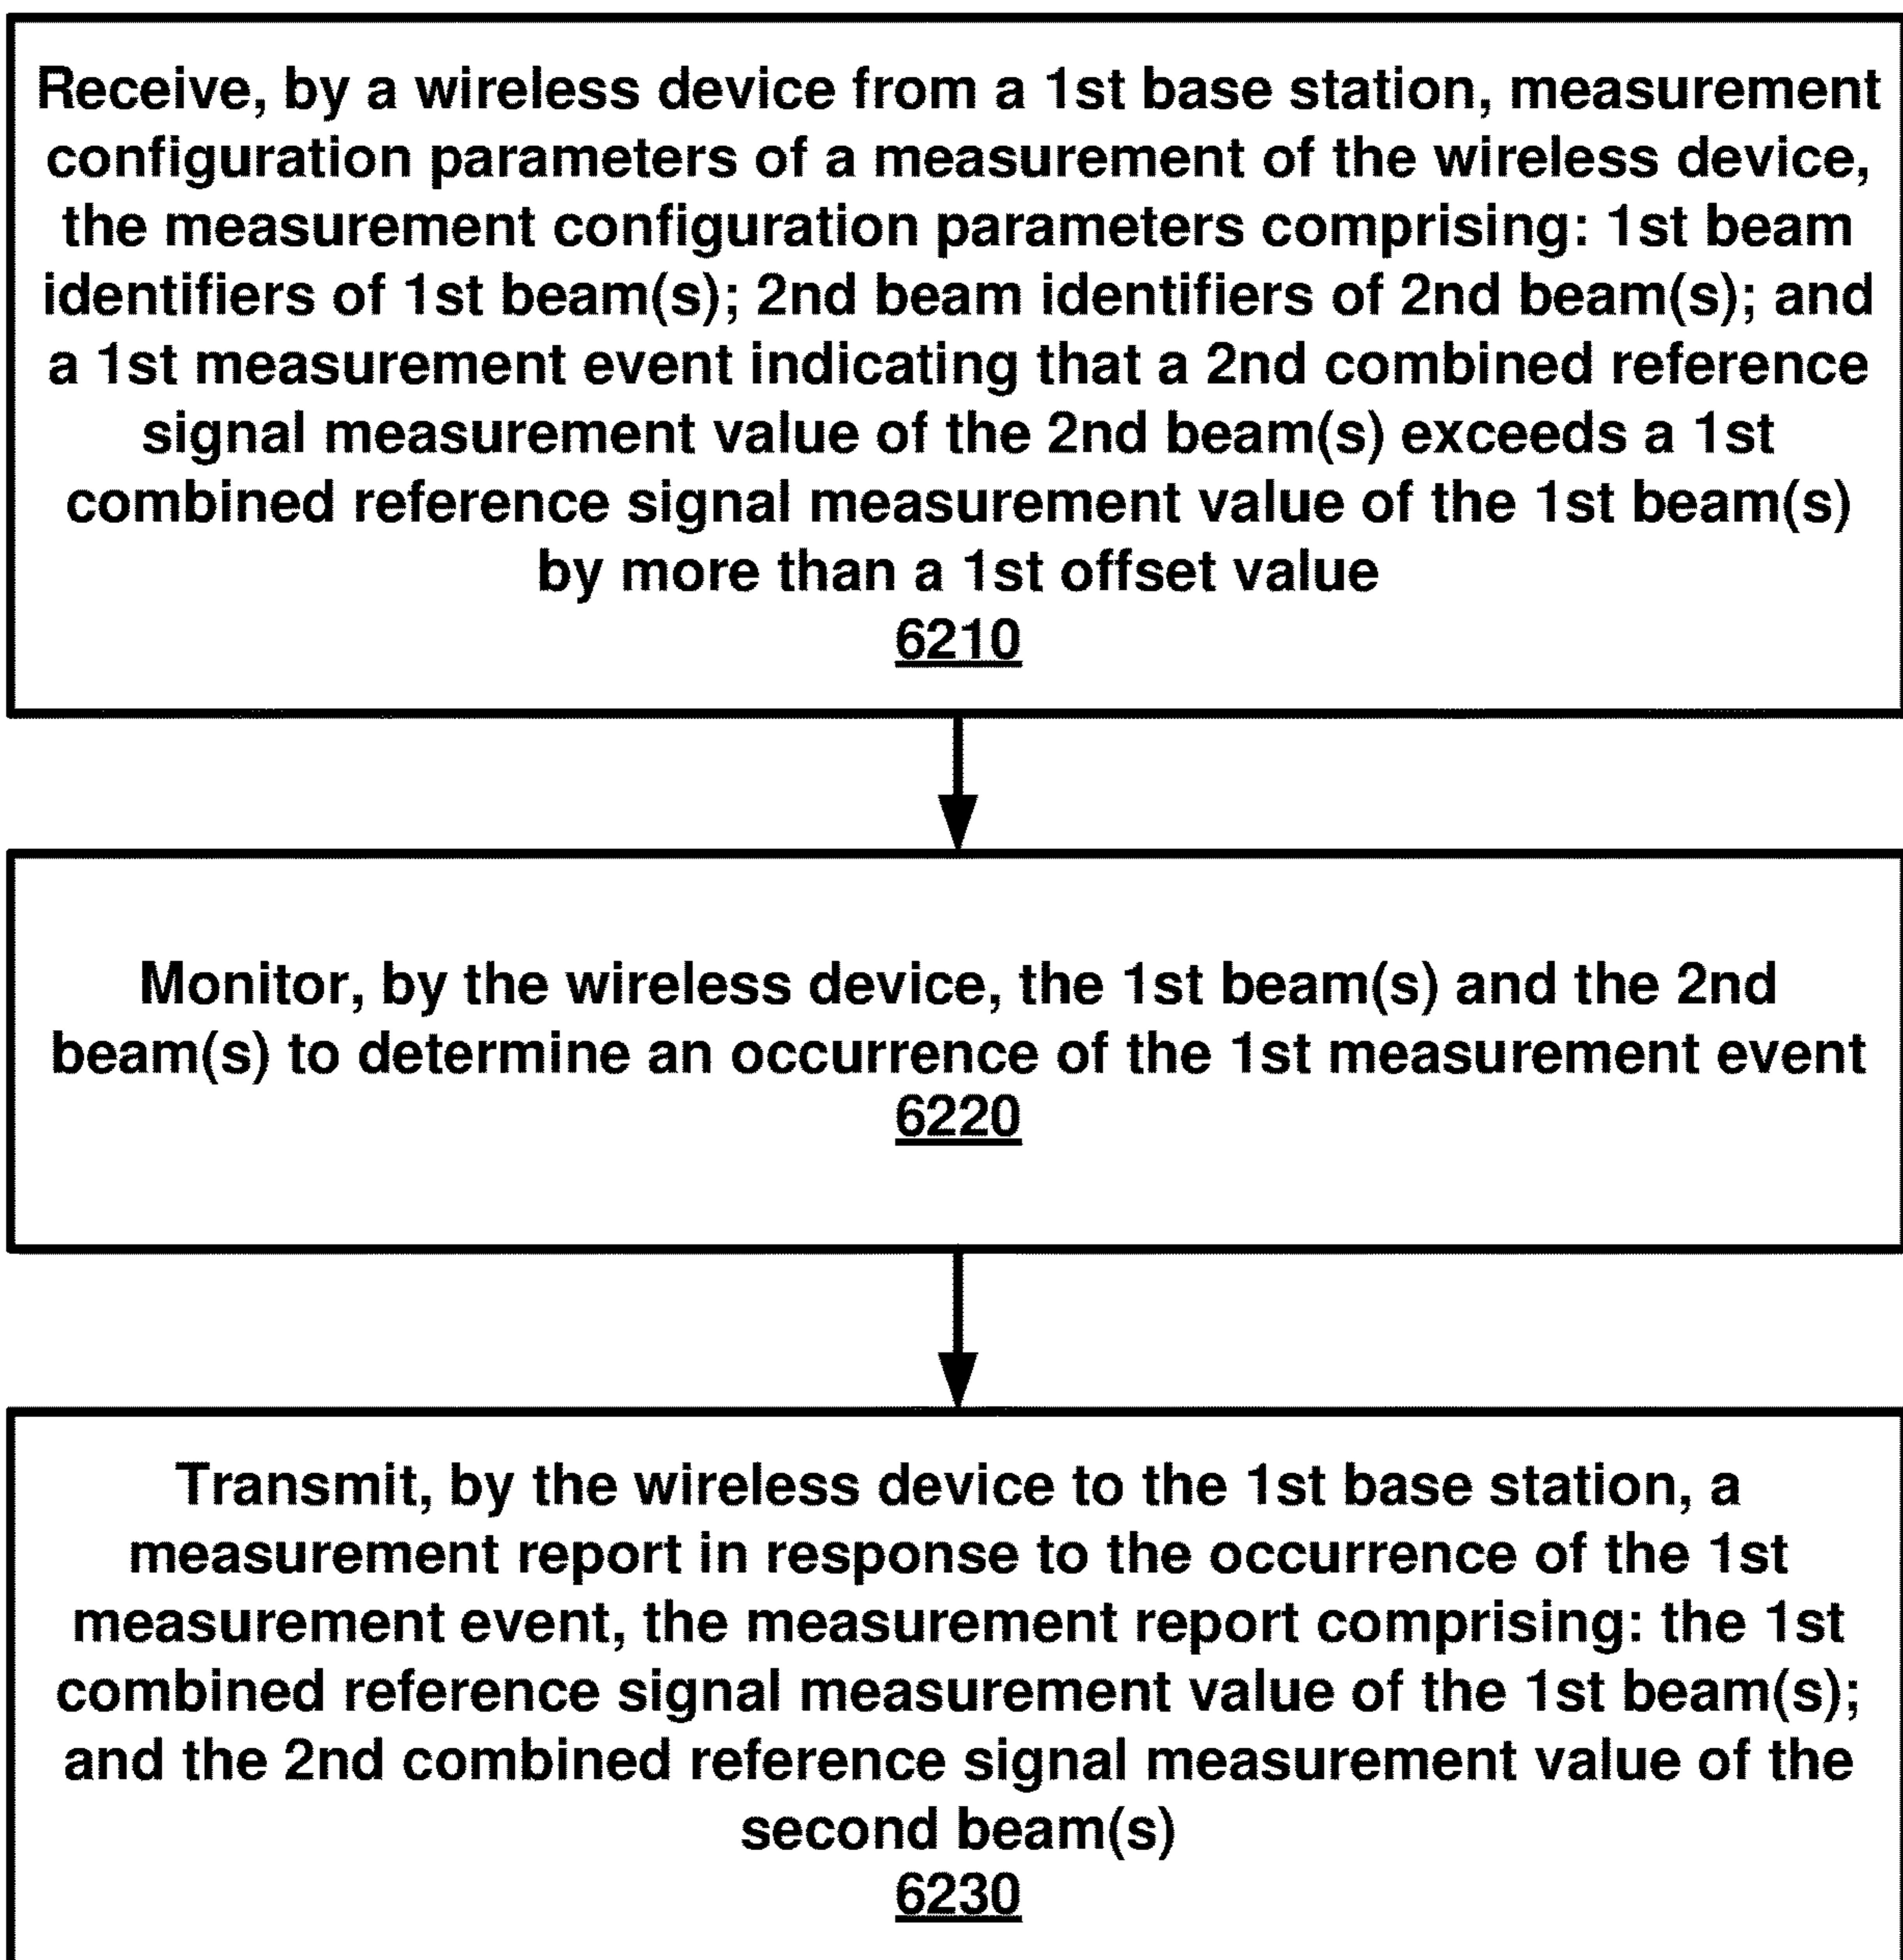 Receive, by a wireless device from a 1st base station, measurement
configuration parameters of a measurement of the wireless device,
the measurement configuration parameters comprising: 1st beam
identifiers of 1st beam(s); 2nd beam identifiers of 2nd beam(s); and
a 1st measurement event indicating that a 2nd combined reference
signal measurement value of the 2nd beam(s) exceeds a 1st
combined reference signal measurement value of the 1st beam(s)
by more than a 1st offset value
6210
Monitor, by the wireless device, the 1st beam(s) and the 2nd
beam(s) to determine an occurrence of the 1st measurement event
6220
Transmit, by the wireless device to the 1st base station, a
measurement report in response to the occurrence of the 1st
measurement event, the measurement report comprising: the 1st
combined reference signal measurement value of the 1st beam(s);
and the 2nd combined reference signal measurement value of the
second beam(s)
6230